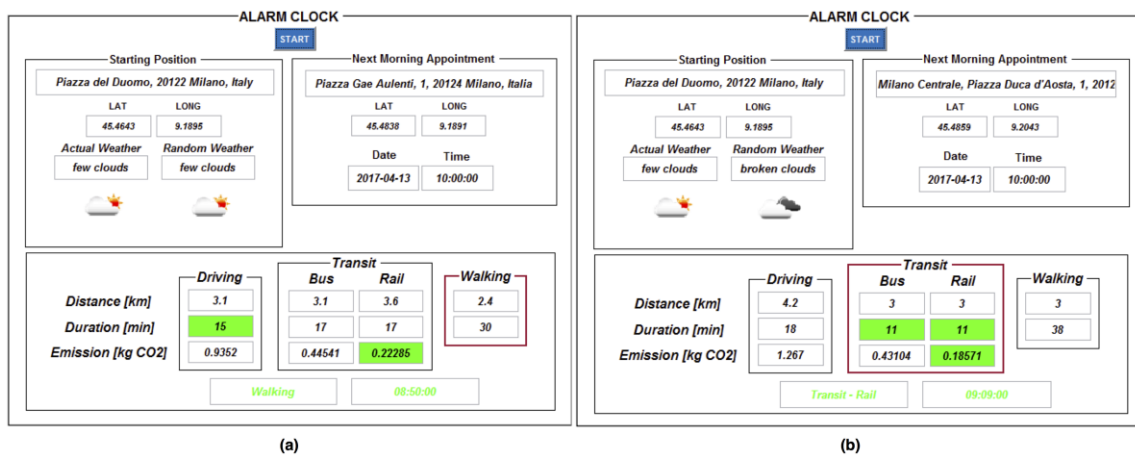 ALARM CLOCK
START
Starting Position
Piazza del Duomo, 20122 Milano, Italy
LAT LONG
45.4643 9.1895
Actual Weather Random Weather
few clouds few clouds
Next Morning Appointment
Piazza Gae Aulenti, 1, 20124 Milano, Italia
LAT LONG
45.4838 9.1891
Date Time
2017-04-13 10:00:00
Transit
Driving Bus Rail Walking
Distance [km] 3.1 3.1 3.6 2.4
Duration [min] 15 17 17 30
Emission [kg CO2] 0.9352 0.44541 0.22285
Walking 08:50:00
(a)
ALARM CLOCK
START
Starting Position
Piazza del Duomo, 20122 Milano, Italy
LAT LONG
45.4643 9.1895
Actual Weather Random Weather
few clouds broken clouds
Next Morning Appointment
Milano Centrale, Piazza Duca d'Aosta, 1, 2012
LAT LONG
45.4859 9.2043
Date Time
2017-04-13 10:00:00
Transit
Driving Bus Rail Walking
Distance [km] 4.2 3 3 3
Duration [min] 18 11 11 38
Emission [kg CO2] 1.267 0.43104 0.18571
Transit - Rail 09:09:00
(b)